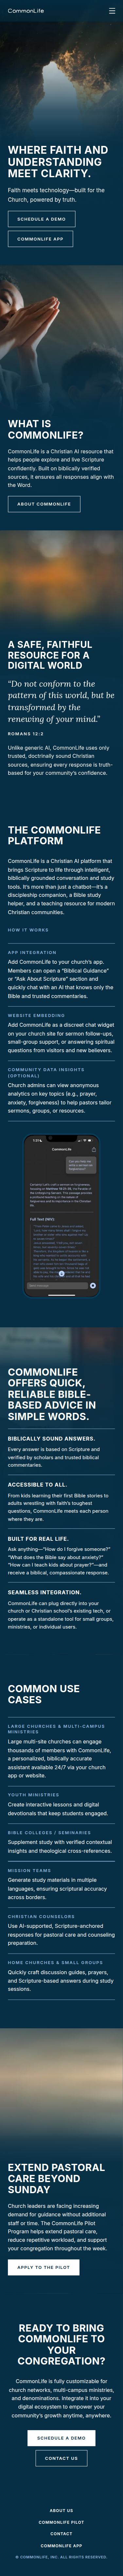 CommonLife
WHERE FAITH AND
UNDERSTANDING
MEET CLARITY.
Faith meets technology—built for the
Church, powered by trust.
SCHEDULE A DEMO
COMMONLIFE APP
WHAT IS
COMMONLIFE?
CommonLife is a Christian AI resource that
helps people explore and live Scripture
confidently. Built on biblically verified
sources, it ensures all responses align with
the Word.
ABOUT COMMONLIFE
A SAFE, FAITHFUL
RESOURCE FOR A
DIGITAL WORLD
"Do not conform to the
pattern of this world, but be
transformed by the
renewing of your mind."
ROMANS 12:2
Unlike generic AI, CommonLife uses only
trusted, doctrinally sound Christian
sources, ensuring every response is truth-
based for your community's confidence.
THE COMMONLIFE
PLATFORM
CommonLife is a Christian AI platform that
brings Scripture to life through intelligent,
biblically grounded conversation and study
tools. It's more than just a chatbot—it's a
discipleship companion, a Bible study
helper, and a teaching resource for modern
Christian communities.
HOW IT WORKS
APP INTEGRATION
Add CommonLife to your church's app.
Members can open a "Biblical Guidance"
or "Ask About Scripture" section and
quickly chat with an AI that knows only the
Bible and trusted commentaries.
WEBSITE EMBEDDING
Add CommonLife as a discreet chat widget
on your church site for sermon follow-ups,
small-group support, or answering spiritual
questions from visitors and new believers.
COMMUNITY DATA INSIGHTS
(OPTIONAL)
Church admins can view anonymous
analytics on key topics (e.g., prayer,
anxiety, forgiveness) to help pastors tailor
sermons, groups, or resources.
CommonLife
Full Text (NIV):
COMMONLIFE
OFFERS QUICK,
RELIABLE BIBLE-
BASED ADVICE IN
SIMPLE WORDS.
BIBLICALLY SOUND ANSWERS.
Every answer is based on Scripture and
verified by scholars and trusted biblical
commentaries.
ACCESSIBLE TO ALL.
From kids learning their first Bible stories to
adults wrestling with faith's toughest
questions, CommonLife meets each person
where they are.
BUILT FOR REAL LIFE.
Ask anything—"How do I forgive someone?"
"What does the Bible say about anxiety?"
"How can I teach kids about prayer?"—and
receive a biblical, compassionate response.
SEAMLESS INTEGRATION.
CommonLife can plug directly into your
church or Christian school's existing tech, or
operate as a standalone tool for small groups,
ministries, or individual users.
COMMON USE
CASES
LARGE CHURCHES & MULTI-CAMPUS
MINISTRIES
Large multi-site churches can engage
thousands of members with CommonLife,
a personalized, biblically accurate
assistant available 24/7 via your church
app or website.
YOUTH MINISTRIES
Create interactive lessons and digital
devotionals that keep students engaged.
BIBLE COLLEGES / SEMINARIES
Supplement study with verified contextual
insights and theological cross-references.
MISSION TEAMS
Generate study materials in multiple
languages, ensuring scriptural accuracy
across borders.
CHRISTIAN COUNSELORS
Use AI-supported, Scripture-anchored
responses for pastoral care and counseling
preparation.
HOME CHURCHES & SMALL GROUPS
Quickly craft discussion guides, prayers,
and Scripture-based answers during study
sessions.
EXTEND PASTORAL
CARE BEYOND
SUNDAY
Church leaders are facing increasing
demand for guidance without additional
staff or time. The CommonLife Pilot
Program helps extend pastoral care,
reduce repetitive workload, and support
your congregation throughout the week.
APPLY TO THE PILOT
READY TO BRING
COMMONLIFE TO
YOUR
CONGREGATION?
CommonLife is fully customizable for
church networks, multi-campus ministries,
and denominations. Integrate it into your
digital ecosystem to empower your
community's growth anytime, anywhere.
SCHEDULE A DEMO
CONTACT US
ABOUT US
COMMONLIFE PILOT
CONTACT
COMMONLIFE APP
© COMMONLIFE, INC. ALL RIGHTS RESERVED.